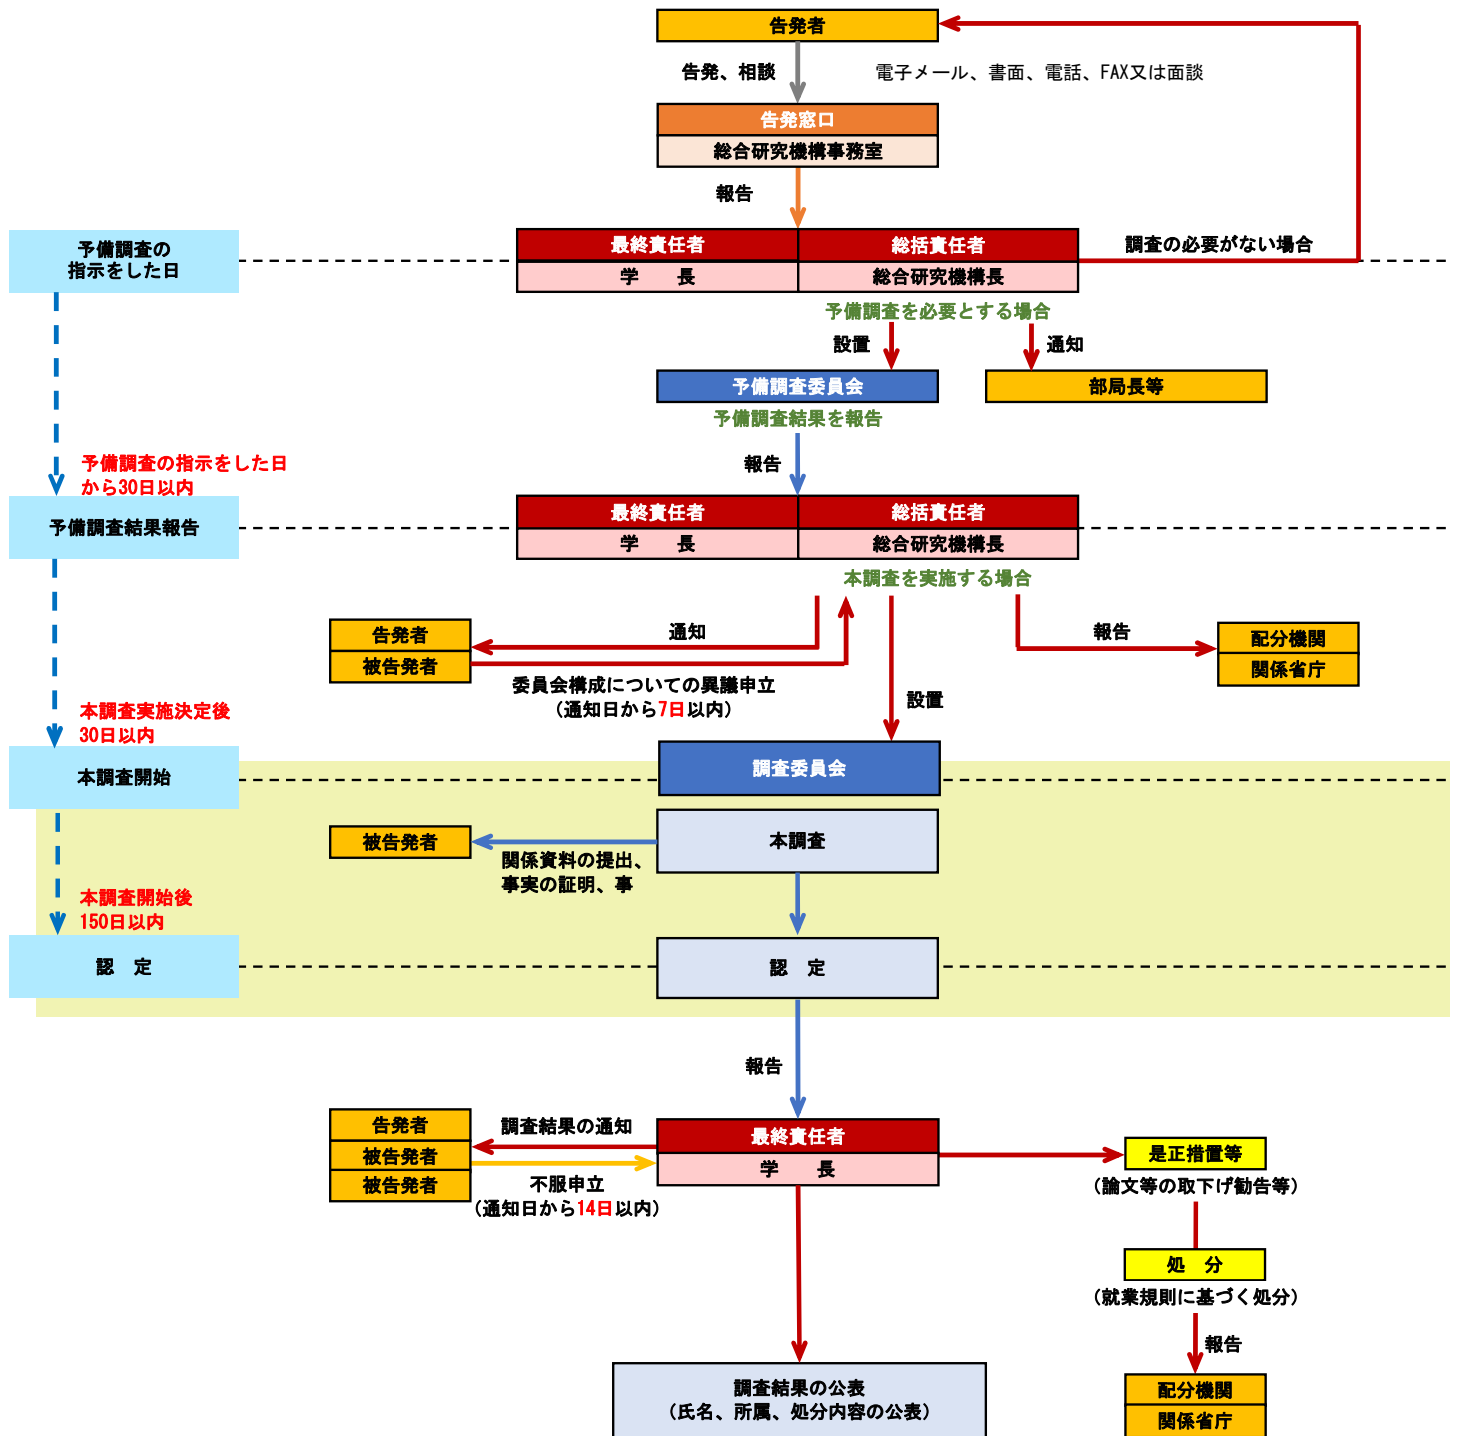 告発者
告発、相談
電子メール、書面、電話、FAX又は面談
告発窓口
総合研究機構事務室
報告
予備調査の
指示をした日
最終責任者
総括責任者
調査の必要がない場合
学　　長
総合研究機構長
予備調査を必要とする場合
設置
通知
予備調査委員会
部局長等
予備調査結果を報告
報告
予備調査の指示をした日
から30日以内
予備調査結果報告
最終責任者
総括責任者
学　　長
総合研究機構長
本調査を実施する場合
告発者
被告発者
通知
報告
配分機関
関係省庁
委員会構成についての異議申立
（通知日から7日以内）
設置
本調査実施決定後
30日以内
本調査開始
調査委員会
被告発者
本調査
関係資料の提出、
事実の証明、事
本調査開始後
150日以内
認　定
認　定
報告
告発者
被告発者
被告発者
調査結果の通知
不服申立
（通知日から14日以内）
最終責任者
学　　長
是正措置等
（論文等の取下げ勧告等）
処　分
（就業規則に基づく処分）
報告
調査結果の公表
（氏名、所属、処分内容の公表）
配分機関
関係省庁